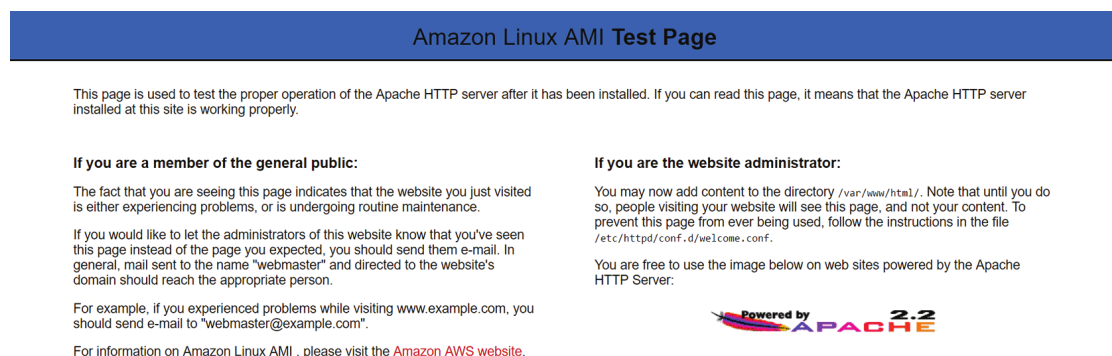 Amazon Linux AMI Test Page
This page is used to test the proper operation of the Apache HTTP server after it has been installed. If you can read this page, it means that the Apache HTTP server
installed at this site is working properly.
If you are a member of the general public:
The fact that you are seeing this page indicates that the website you just visited
is either experiencing problems, or is undergoing routine maintenance.
If you would like to let the administrators of this website know that you've seen
this page instead of the page you expected, you should send them e-mail. In
general, mail sent to the name "webmaster" and directed to the website's
domain should reach the appropriate person.
For example, if you experienced problems while visiting www.example.com, you
should send e-mail to "webmaster@example.com".
For information on Amazon Linux AMI , please visit the Amazon AWS website.
If you are the website administrator:
You may now add content to the directory /var/www/html/. Note that until you do
so, people visiting your website will see this page, and not your content. To
prevent this page from ever being used, follow the instructions in the file
/etc/httpd/conf.d/welcome.conf.
You are free to use the image below on web sites powered by the Apache
HTTP Server:
Powered by 2.2
APACHE